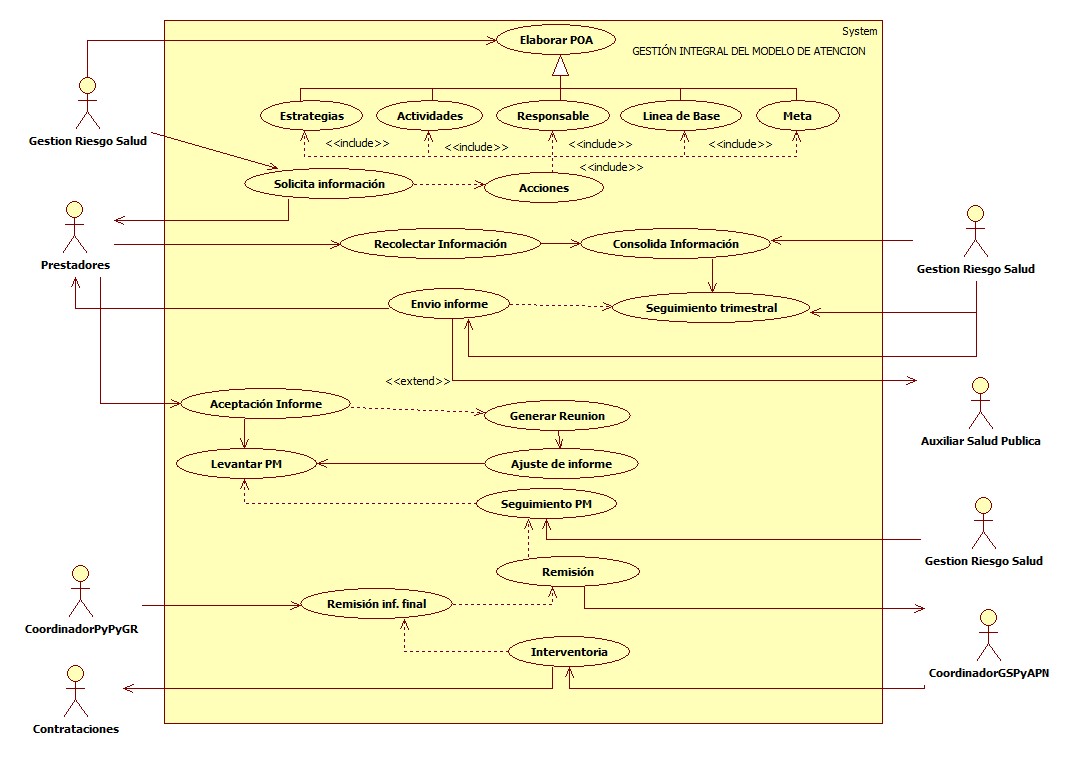 System
Elaborar POA
GESTIÓN INTEGRAL DEL MODELO DE ATENCION
Estrategias
Actividades
Responsable
Linea de Base
Meta
Gestion Riesgo Salud
<<include>>
<<include>>
<<include>>
<<include>>
<<include>>
Solicita información
Acciones
Prestadores
Recolectar Información
Consolida Información
Gestion Riesgo Salud
Envio informe
Seguimiento trimestral
<<extend>>
Aceptación Informe
Generar Reunion
Auxiliar Salud Publica
Levantar PM
Ajuste de informe
Seguimiento PM
Gestion Riesgo Salud
Remisión
Remisión inf. final
CoordinadorPyPyGR
Interventoria
CoordinadorGSPyAPN
Contrataciones